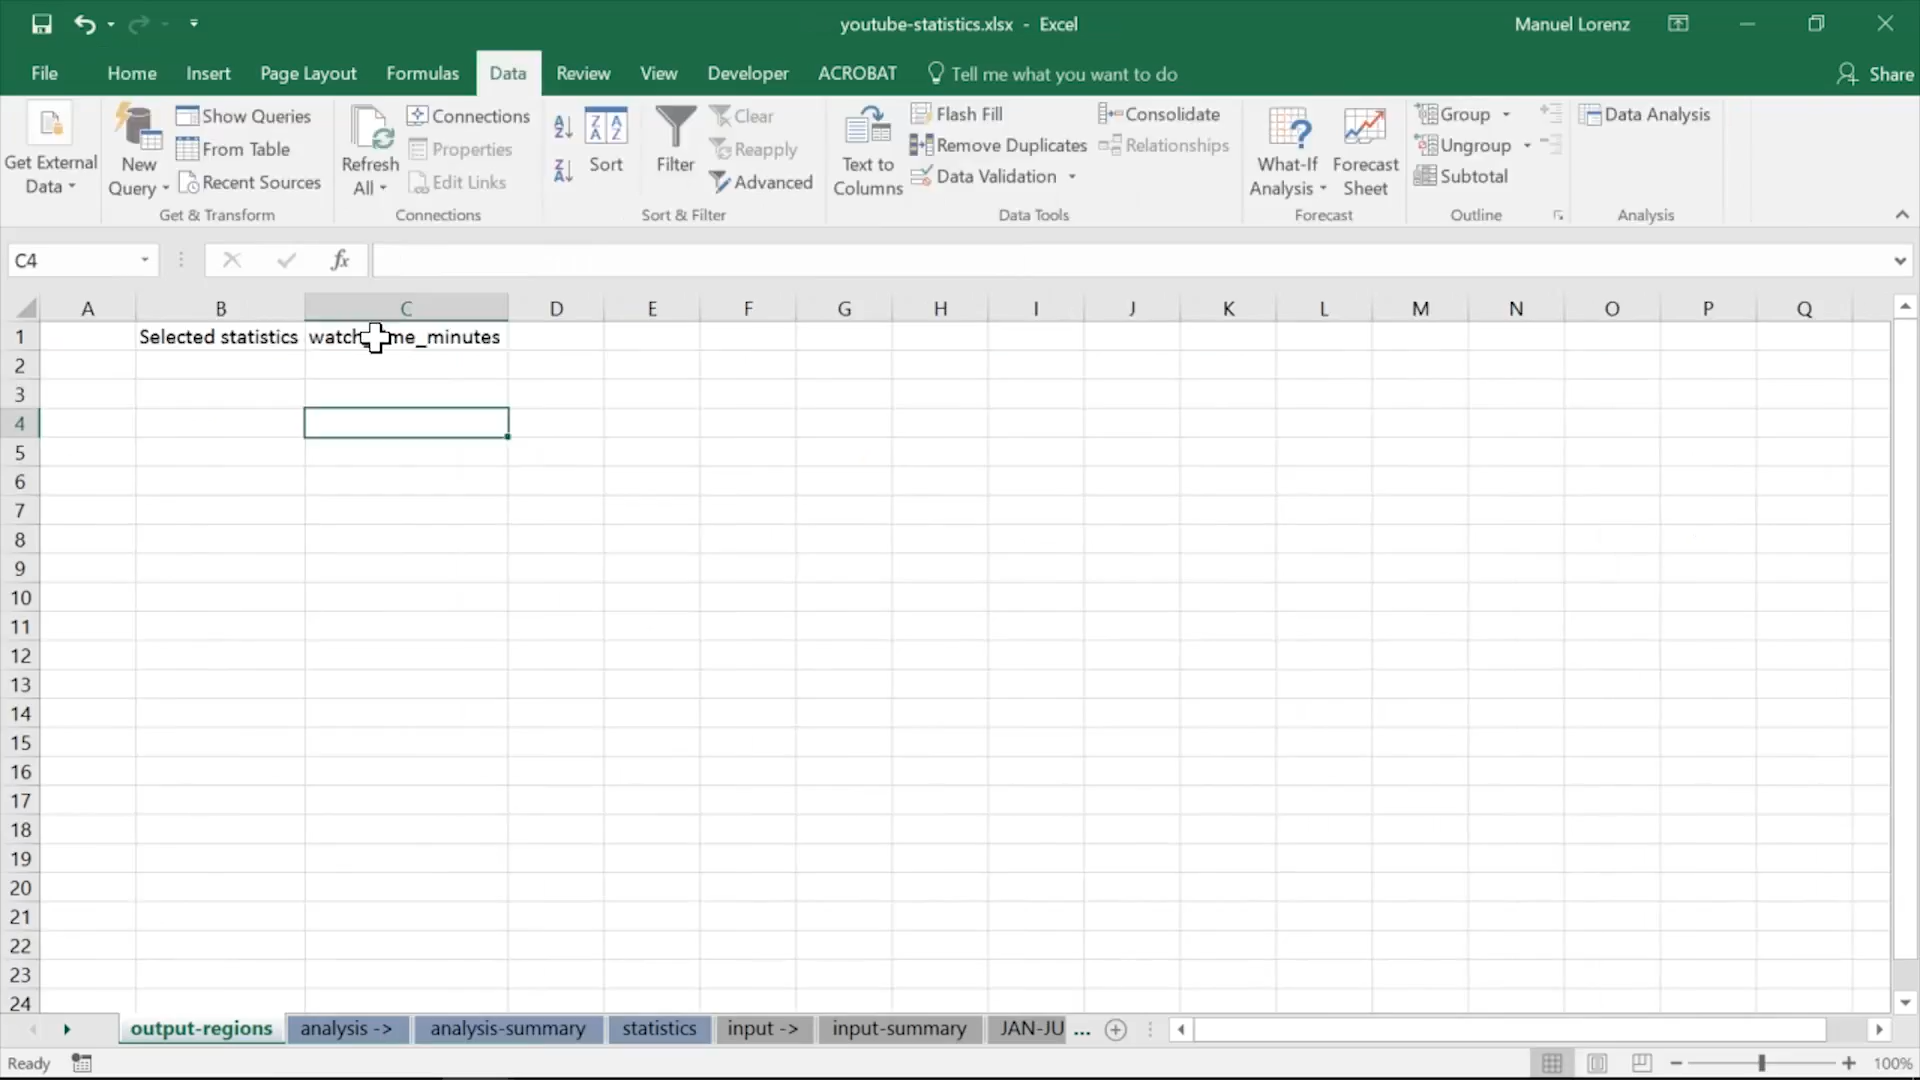 youtube-statistics.xlsx - Excel
Manuel Lorenz
File Home Insert Page Layout Formulas Data Review View Developer ACROBAT Tell me what you want to do Share
Get External Data
New Query
Show Queries
From Table
Recent Sources
Get & Transform
Refresh All
Connections
Properties
Edit Links
Connections
Sort
Filter
Clear
Reapply
Advanced
Sort & Filter
Text to Columns
Flash Fill
Remove Duplicates
Data Validation
Consolidate
Relationships
Data Tools
What-If Analysis
Forecast Sheet
Forecast
Group
Ungroup
Subtotal
Outline
Data Analysis
Analysis
C4
fx
A B C D E F G H I J K L M N O P Q
1 Selected statistics
2
3
4
5
6
7
8
9
10
11
12
13
14
15
16
17
18
19
20
21
22
23
24
output-regions analysis -> analysis-summary statistics input -> input-summary JAN-JU ...
Ready
100%